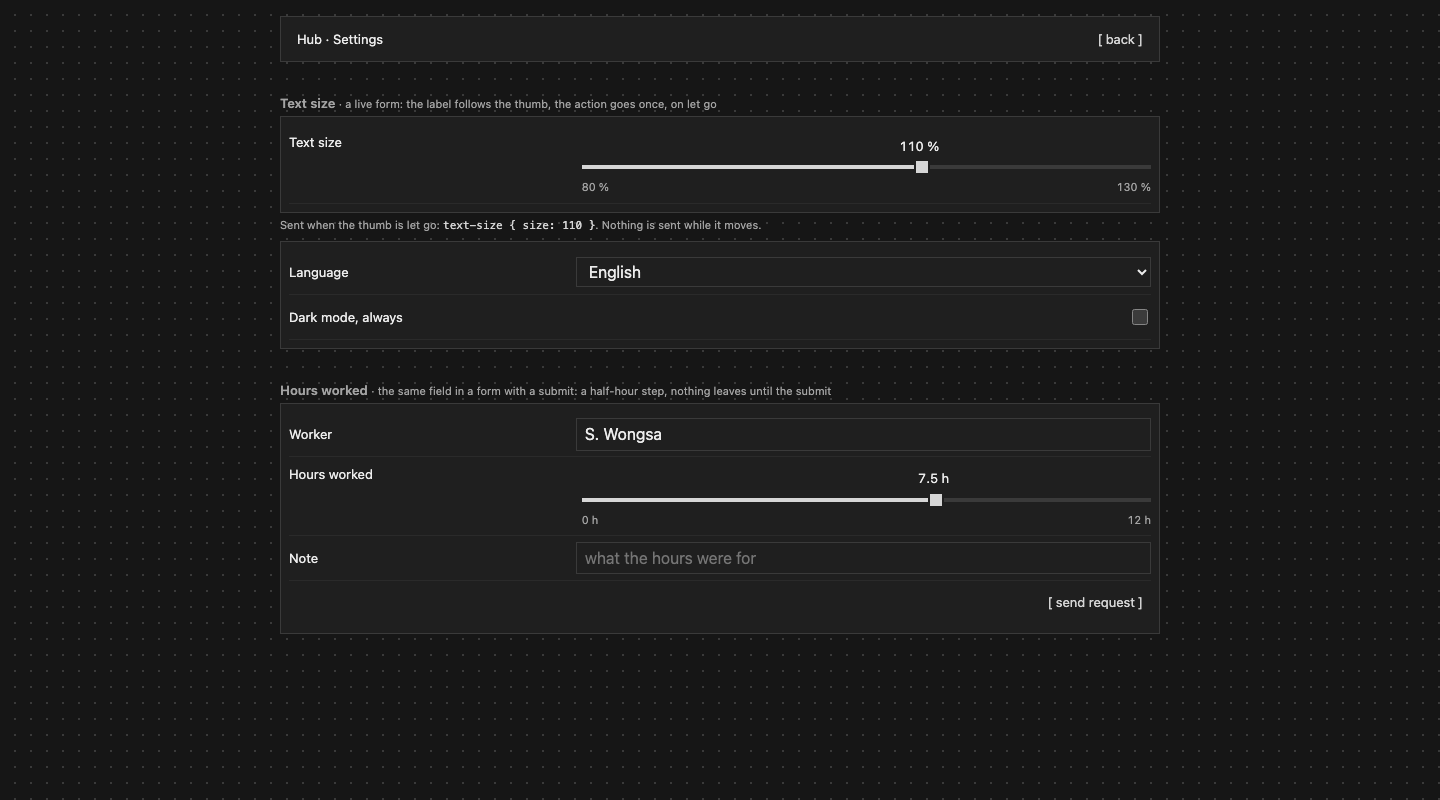 Hub · Settings
[ back ]
Text size · a live form: the label follows the thumb, the action goes once, on let go
Text size
110 %
80 %
130 %
Sent when the thumb is let go: text-size { size: 110 }. Nothing is sent while it moves.
Language
English
Dark mode, always
Hours worked · the same field in a form with a submit: a half-hour step, nothing leaves until the submit
Worker
S. Wongsa
Hours worked
7.5 h
0 h
12 h
Note
what the hours were for
[ send request ]